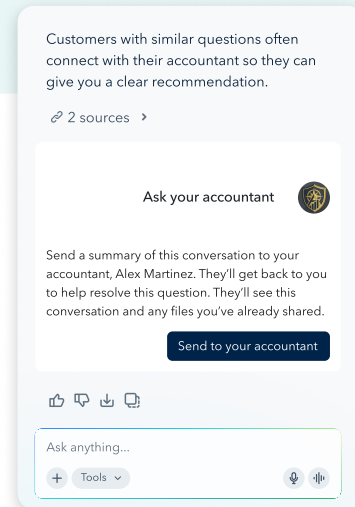 Customers with similar questions often
connect with their accountant so they can
give you a clear recommendation.
2 sources
Ask your accountant
Send a summary of this conversation to your
accountant, Alex Martinez. They’ll get back to you
to help resolve this question. They’ll see this
conversation and any files you’ve already shared.
Send to your accountant
Ask anything...
Tools